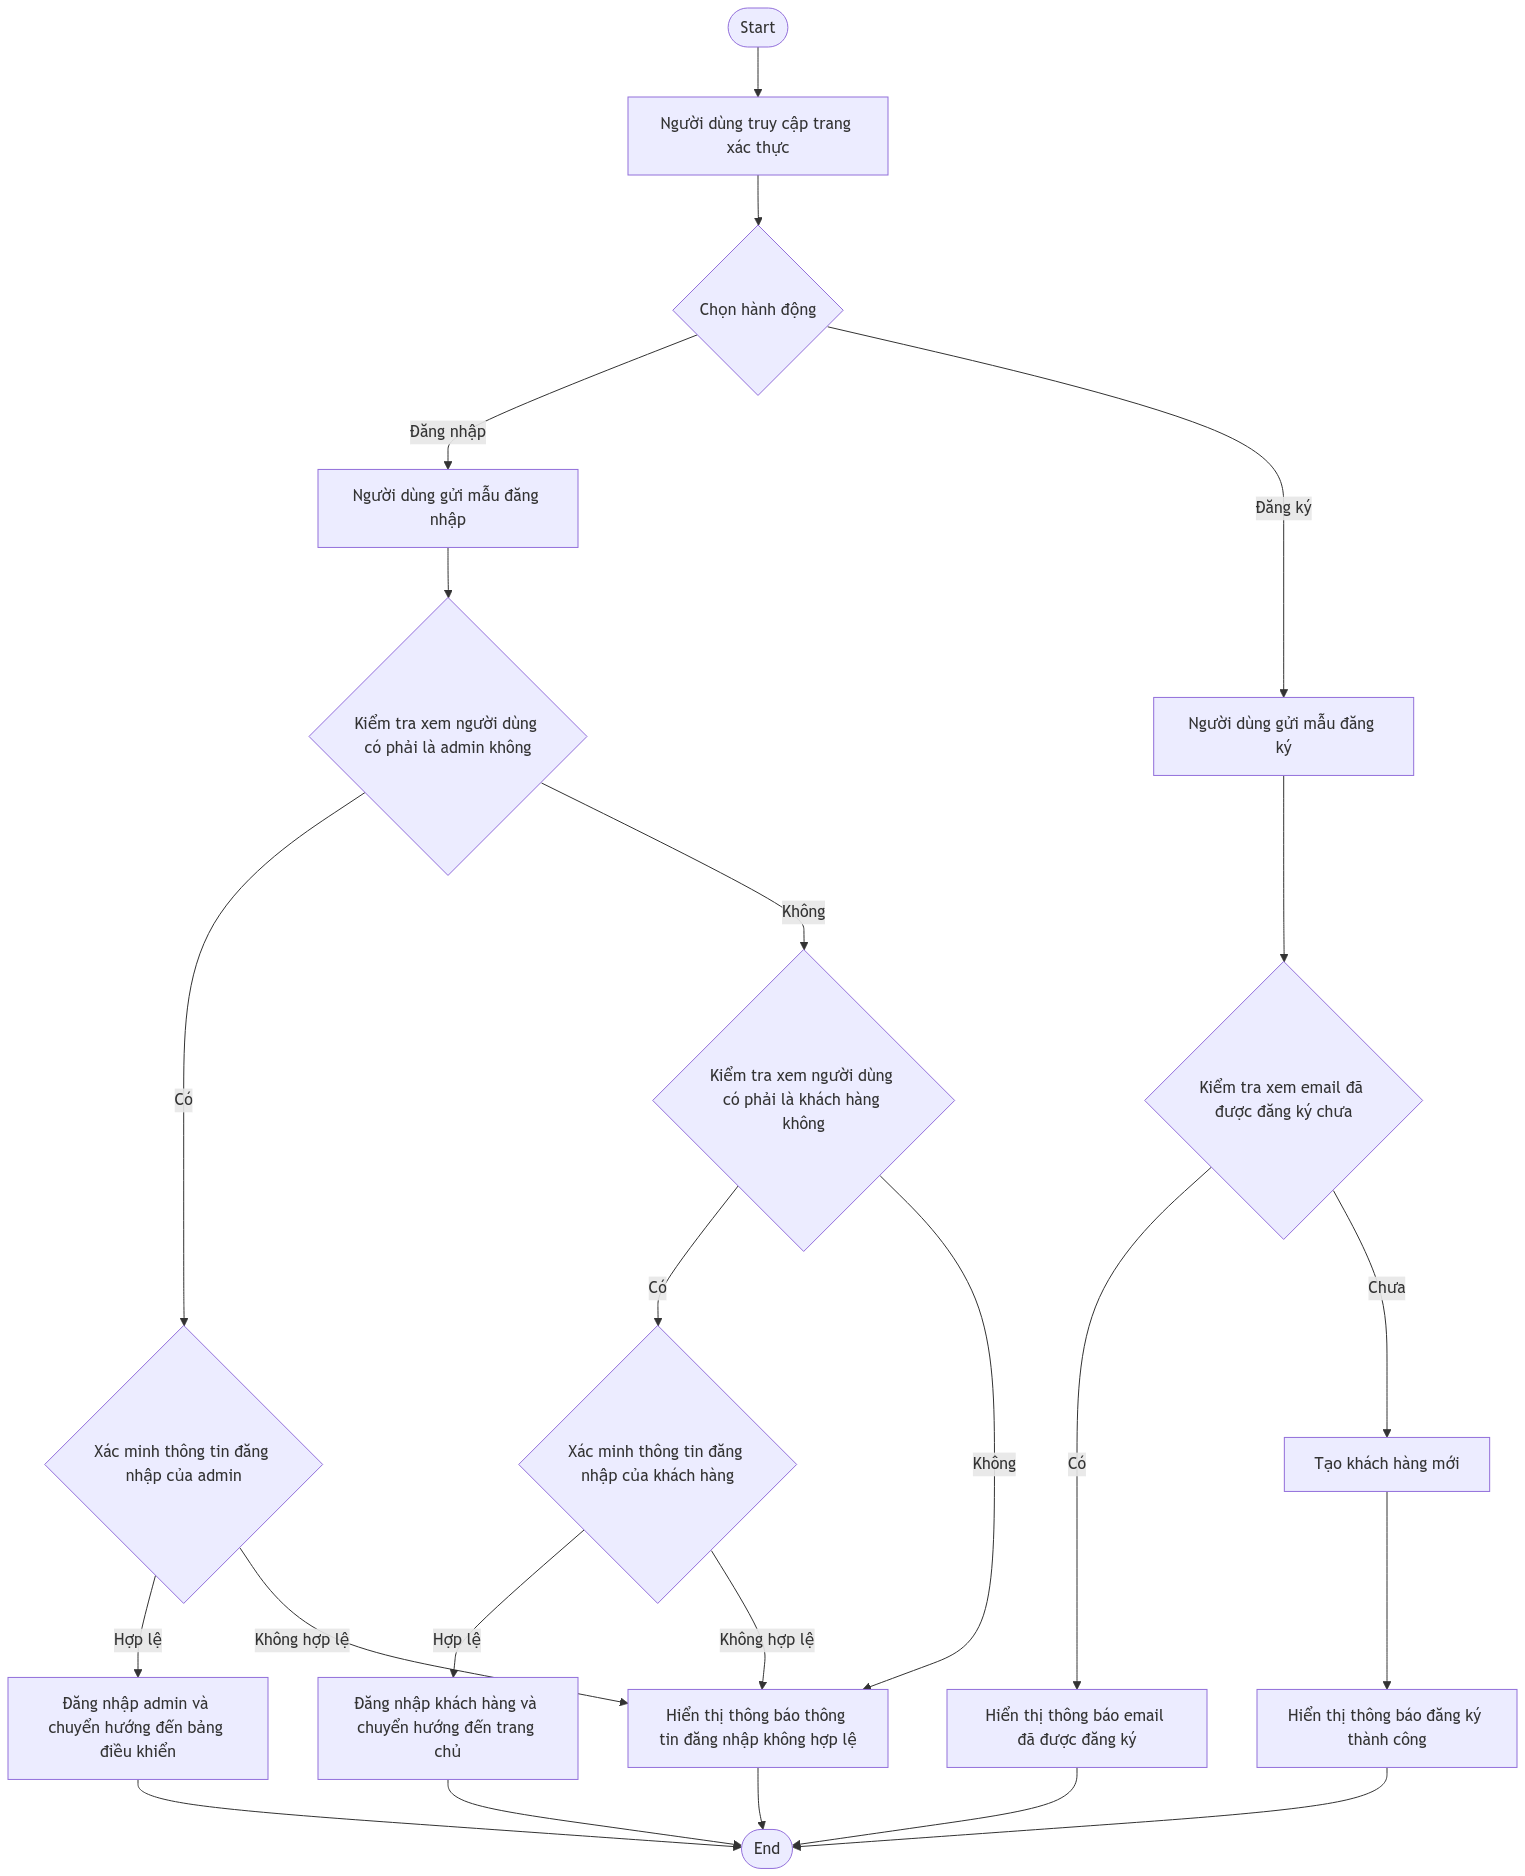 Start
Người dùng truy cập trang
xác thực
Chọn hành động
Đăng nhập
Người dùng gửi mẫu đăng
nhập
Đăng ký
Kiểm tra xem người dùng
có phải là admin không
Người dùng gửi mẫu đăng
ký
Không
Có
Kiểm tra xem người dùng
có phải là khách hàng
không
Kiểm tra xem email đã
được đăng ký chưa
Có
Chưa
Xác minh thông tin đăng
nhập của admin
Xác minh thông tin đăng
nhập của khách hàng
Không
Có
Tạo khách hàng mới
Hợp lệ
Không hợp lệ
Hợp lệ
Không hợp lệ
Đăng nhập admin và
chuyển hướng đến bảng
điều khiển
Đăng nhập khách hàng và
chuyển hướng đến trang
chủ
Hiển thị thông báo thông
tin đăng nhập không hợp lệ
Hiển thị thông báo email
đã được đăng ký
Hiển thị thông báo đăng ký
thành công
End